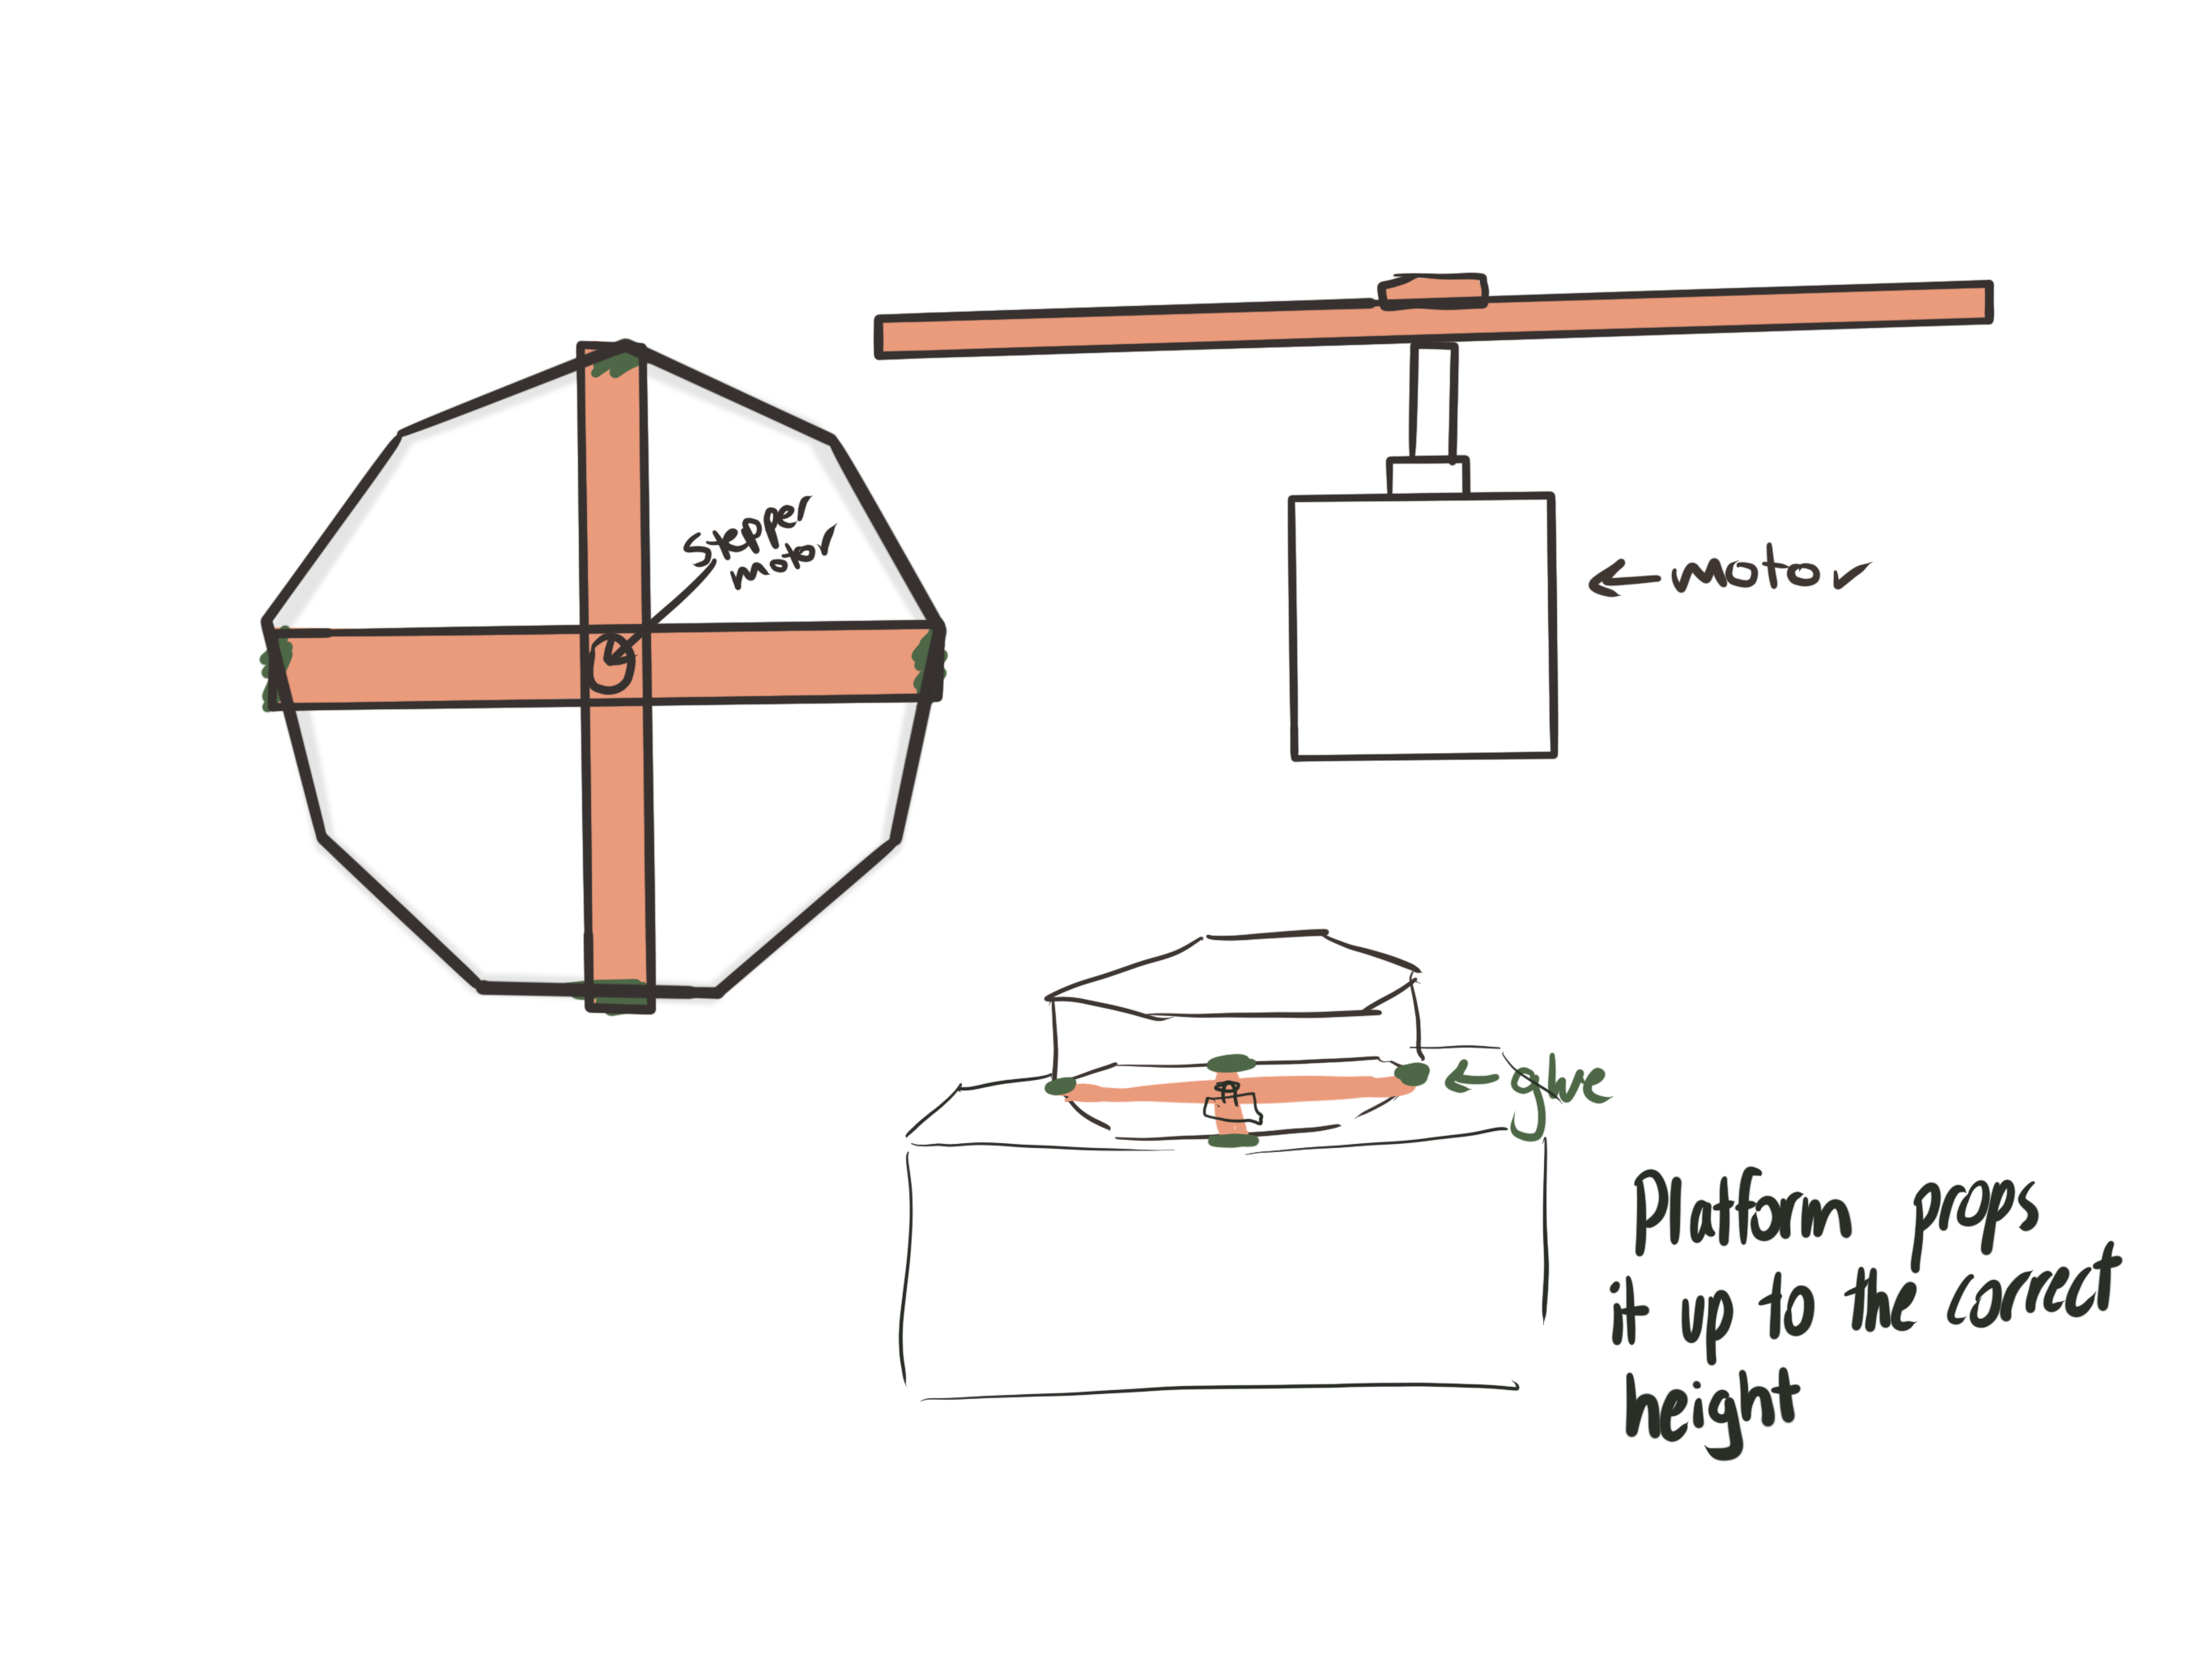 stepper
motor
← motor
← glue
Platform props
it up to the correct
height